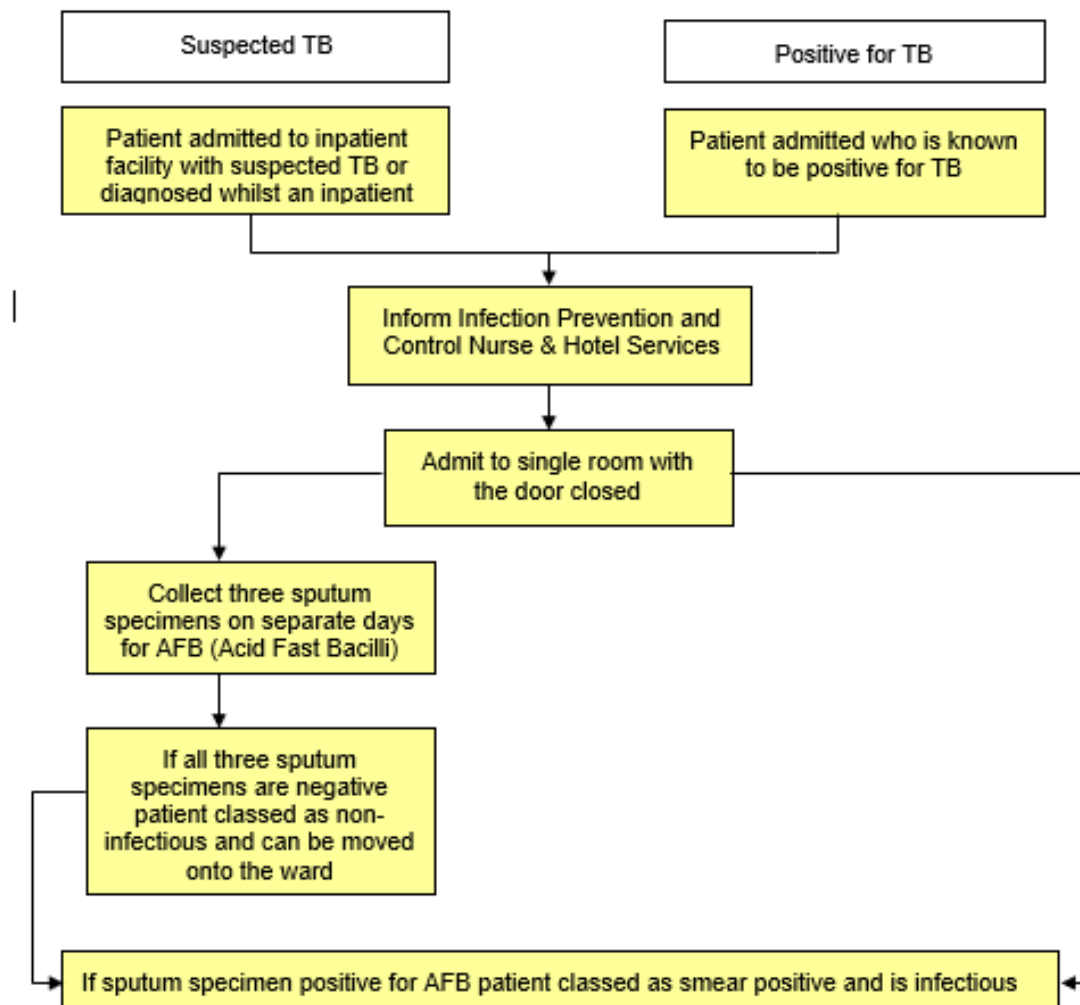 Suspected TB
Positive for TB
Patient admitted to inpatient
facility with suspected TB or
diagnosed whilst an inpatient
Patient admitted who is known
to be positive for TB
Inform Infection Prevention and
Control Nurse & Hotel Services
Admit to single room with
the door closed
Collect three sputum
specimens on separate days
for AFB (Acid Fast Bacilli)
If all three sputum
specimens are negative
patient classed as non-
infectious and can be moved
onto the ward
If sputum specimen positive for AFB patient classed as smear positive and is infectious